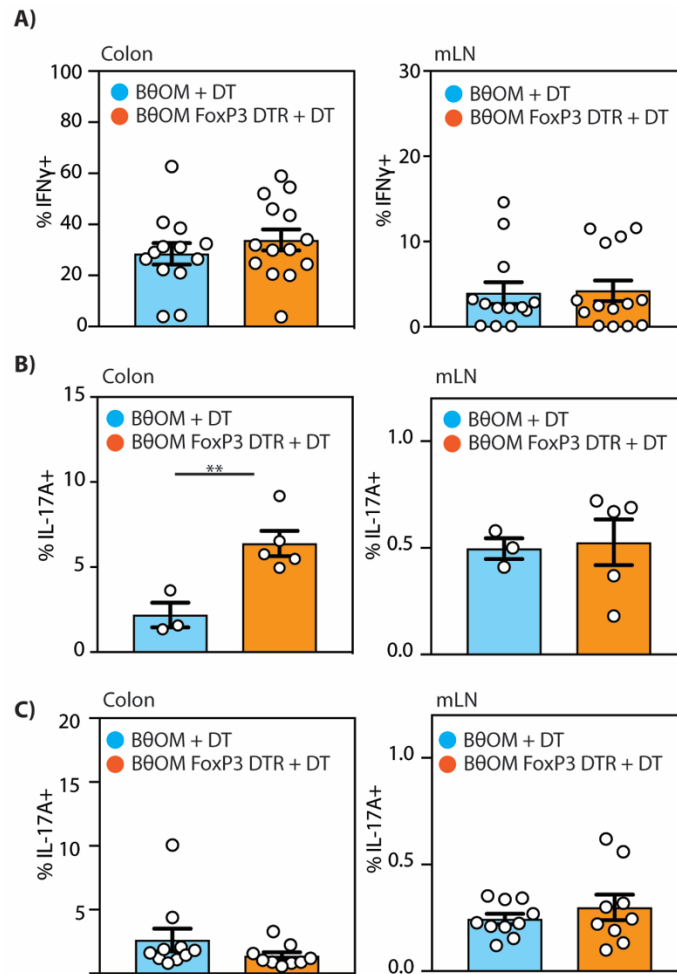 A)
Colon
mLN
100
80
60
40
20
0
% IFNγ+
BθOM + DT
BθOM FoxP3 DTR + DT
30
20
10
0
% IFNγ+
BθOM + DT
BθOM FoxP3 DTR + DT
B)
Colon
mLN
15
10
5
0
% IL-17A+
BθOM + DT
BθOM FoxP3 DTR + DT
**
1.0
0.5
0.0
% IL-17A+
BθOM + DT
BθOM FoxP3 DTR + DT
C)
Colon
mLN
20
15
10
5
% IL-17A+
BθOM + DT
BθOM FoxP3 DTR + DT
1.0
0.5
0.0
% IL-17A+
BθOM + DT
BθOM FoxP3 DTR + DT